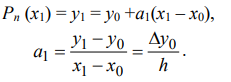 Pₙ (x₁) = y₁ = y₀ + a₁(x₁ − x₀),
a₁ = (y₁ − y₀)/(x₁ − x₀) = Δy₀/h.